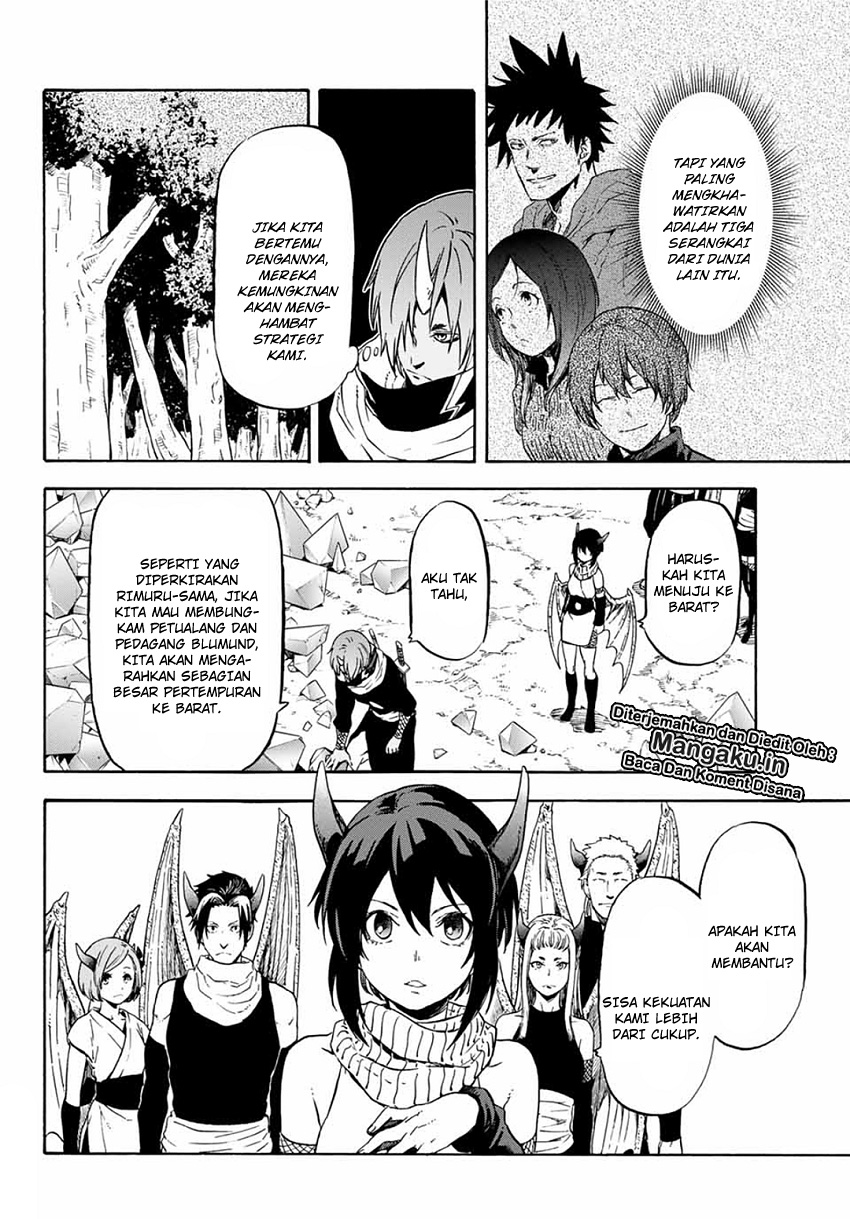 TAPI YANG
PALING
MENGKHA-
WATIRKAN
ADALAH TIGA
SERANGKAI
DARI DUNIA
LAIN ITU.
JIKA KITA
BERTEMU
DENGANNYA,
MEREKA
KEMUNGKINAN
AKAN MENG-
HAMBAT
STRATEGI
KAMI.
HARUS-
KAH KITA
MENUJU KE
BARAT?
AKU TAK
TAHU,
SEPERTI YANG
DIPERKIRAKAN
RIMURU-SAMA, JIKA
KITA MAU MEMBUNG-
KAM PETUALANG DAN
PEDAGANG BLUMUND,
KITA AKAN MENGA-
RAHKAN SEBAGIAN
BESAR PERTEMPURAN
KE BARAT.
Diterjemahkan dan Diedit Oleh :
Mangaku.in
Baca Dan Koment Disana
APAKAH KITA
AKAN
MEMBANTU?
SISA KEKUATAN
KAMI LEBIH
DARI CUKUP.